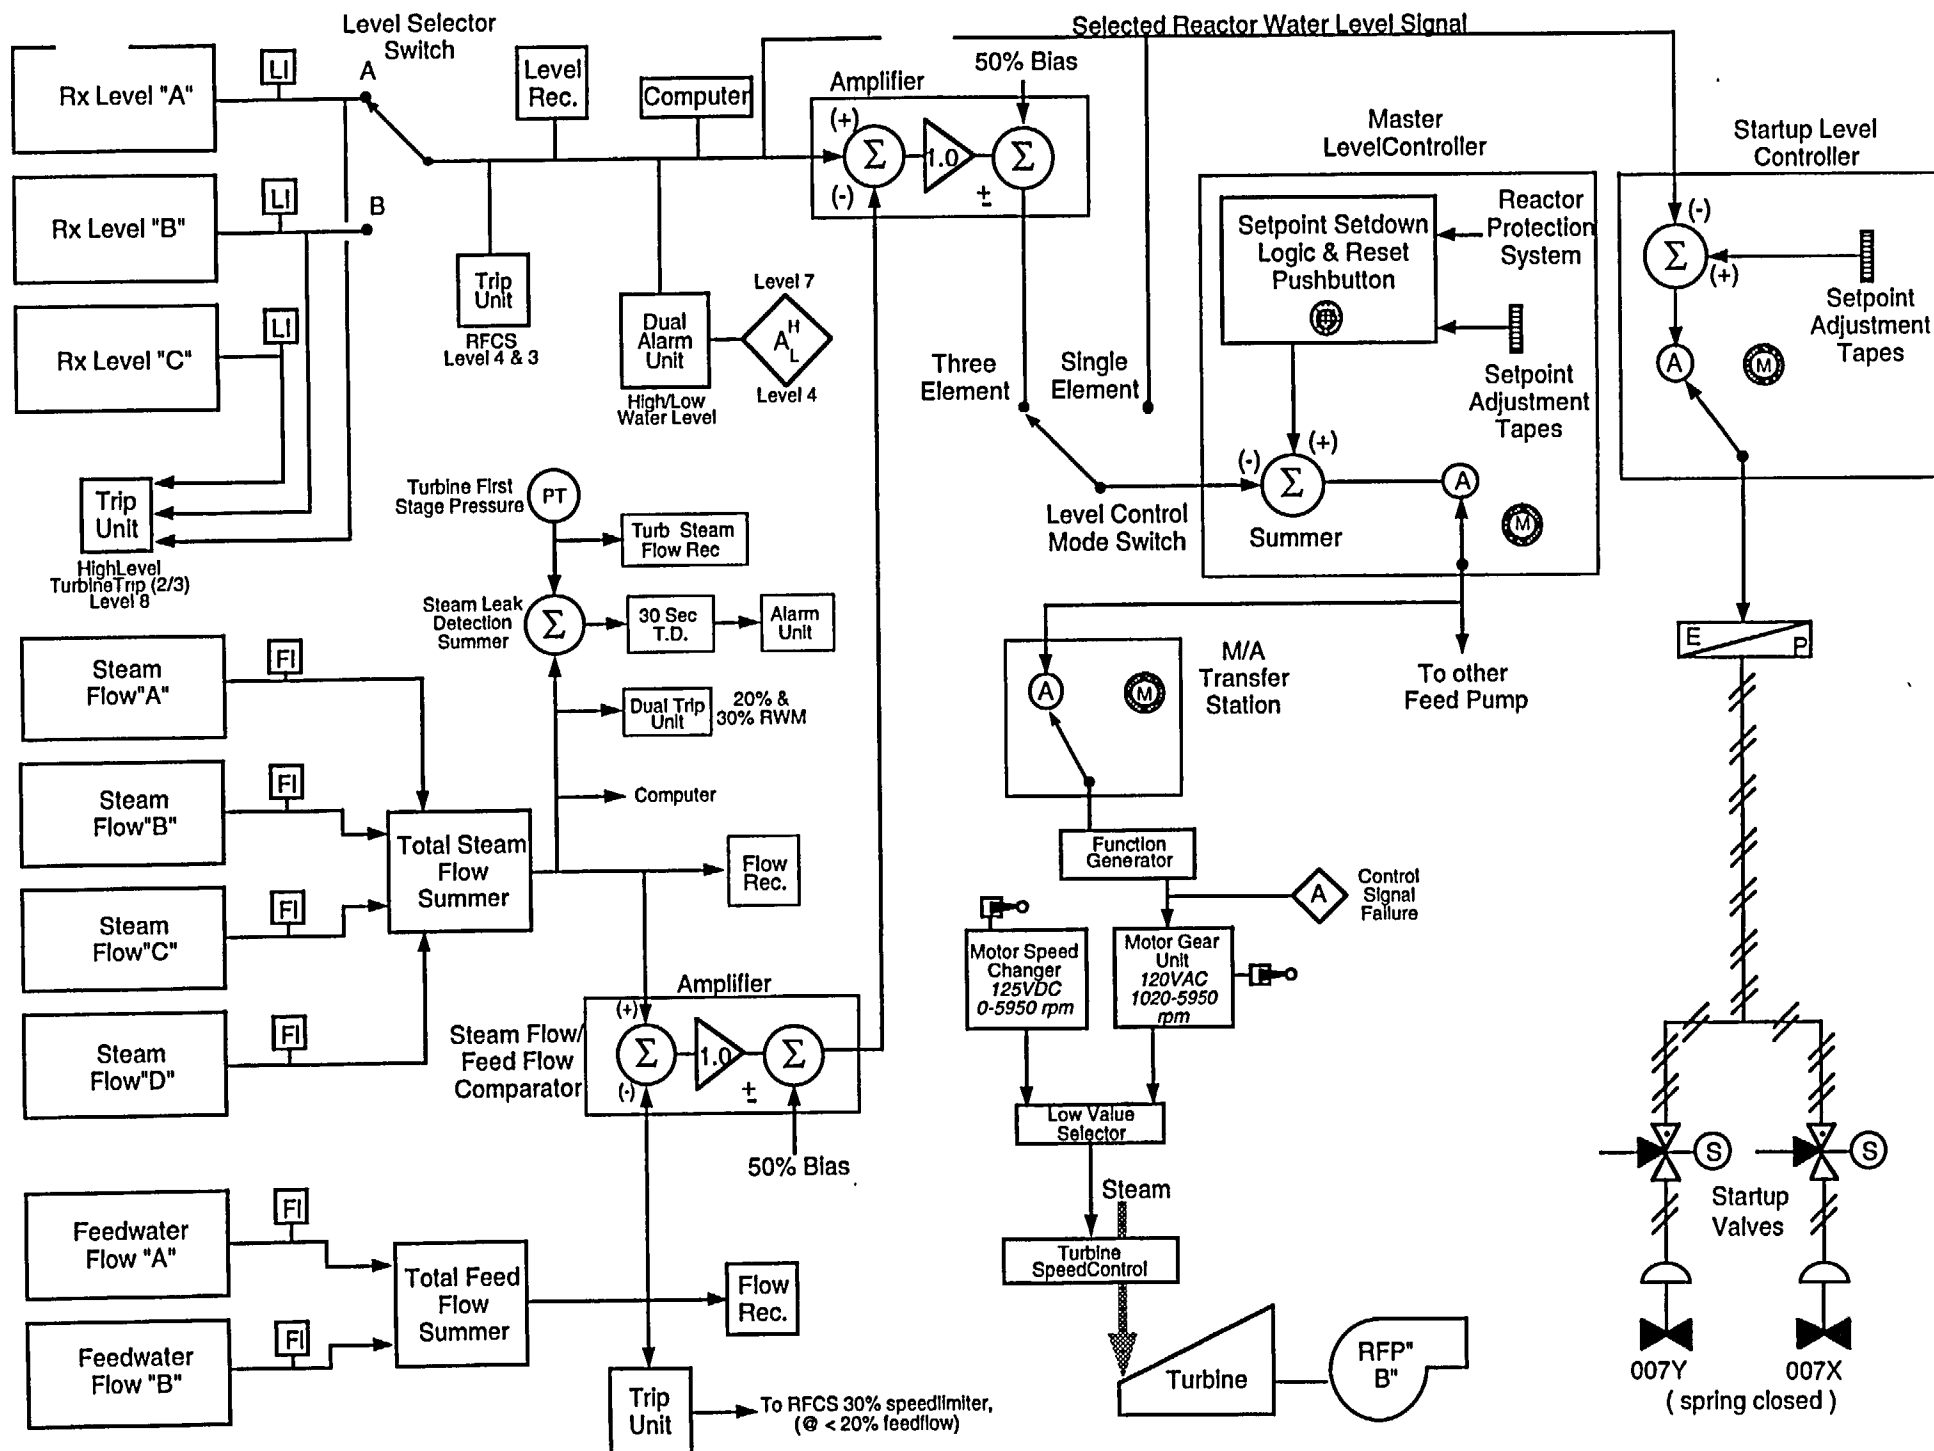 Level Selector
Switch
Selected Reactor Water Level Signal
LI
A
Rx Level "A"
Level
Rec.
Computer
Amplifier
50% Bias
(+)
Σ
1.0
Σ
(-)
±
Master
LevelController
Startup Level
Controller
LI
B
Rx Level "B"
Setpoint Setdown
Logic & Reset
Pushbutton
Reactor
Protection
System
(-)
Σ
(+)
Setpoint
Adjustment
Tapes
A
M
LI
Rx Level "C"
Trip
Unit
RFCS
Level 4 & 3
Dual
Alarm
Unit
High/Low
Water Level
Level 7
A H
L
Level 4
Three
Element
Single
Element
Setpoint
Adjustment
Tapes
(+)
(-)
Σ
Summer
A
M
Level Control
Mode Switch
Trip
Unit
HighLevel
TurbineTrip (2/3)
Level 8
Turbine First
Stage Pressure
PT
Turb Steam
Flow Rec
Steam Leak
Detection
Summer
Σ
30 Sec
T.D.
Alarm
Unit
Dual Trip
Unit
20% &
30% RWM
Computer
Steam
Flow"A"
FI
Steam
Flow"B"
FI
Steam
Flow"C"
FI
Steam
Flow"D"
FI
Total Steam
Flow
Summer
Flow
Rec.
M/A
Transfer
Station
A
M
To other
Feed Pump
E
P
Function
Generator
A
Control
Signal
Failure
Motor Speed
Changer
125VDC
0-5950 rpm
Motor Gear
Unit
120VAC
1020-5950
rpm
Amplifier
Steam Flow/
Feed Flow
Comparator
(+)
Σ
1.0
Σ
(-)
±
50% Bias
Low Value
Selector
Steam
Turbine
SpeedControl
Turbine
RFP"
B"
S
S
Startup
Valves
007Y
007X
( spring closed )
Feedwater
Flow "A"
FI
Feedwater
Flow "B"
FI
Total Feed
Flow
Summer
Flow
Rec.
Trip
Unit
To RFCS 30% speedlimiter,
(@ < 20% feedflow)